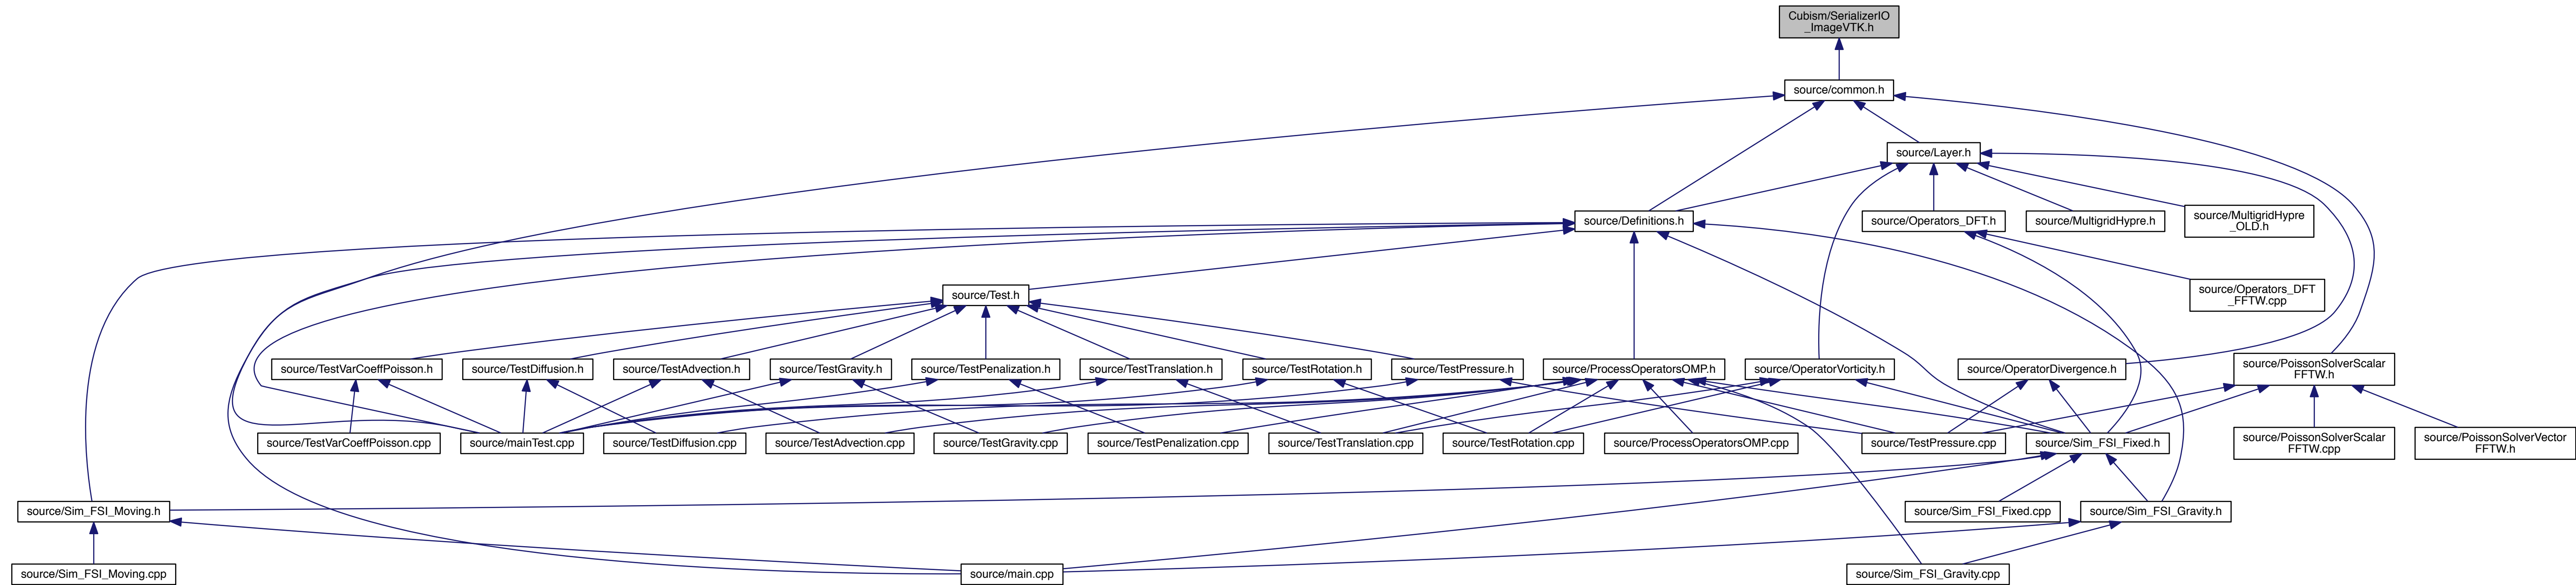 Cubism/SerializerIO
_ImageVTK.h
source/common.h
source/Layer.h
source/Definitions.h
source/Operators_DFT.h
source/MultigridHypre.h
source/MultigridHypre
_OLD.h
source/Test.h
source/Operators_DFT
_FFTW.cpp
source/TestVarCoeffPoisson.h
source/TestDiffusion.h
source/TestAdvection.h
source/TestGravity.h
source/TestPenalization.h
source/TestTranslation.h
source/TestRotation.h
source/TestPressure.h
source/ProcessOperatorsOMP.h
source/OperatorVorticity.h
source/OperatorDivergence.h
source/PoissonSolverScalar
FFTW.h
source/TestVarCoeffPoisson.cpp
source/mainTest.cpp
source/TestDiffusion.cpp
source/TestAdvection.cpp
source/TestGravity.cpp
source/TestPenalization.cpp
source/TestTranslation.cpp
source/TestRotation.cpp
source/ProcessOperatorsOMP.cpp
source/TestPressure.cpp
source/Sim_FSI_Fixed.h
source/PoissonSolverScalar
FFTW.cpp
source/PoissonSolverVector
FFTW.h
source/Sim_FSI_Moving.h
source/Sim_FSI_Fixed.cpp
source/Sim_FSI_Gravity.h
source/Sim_FSI_Moving.cpp
source/main.cpp
source/Sim_FSI_Gravity.cpp